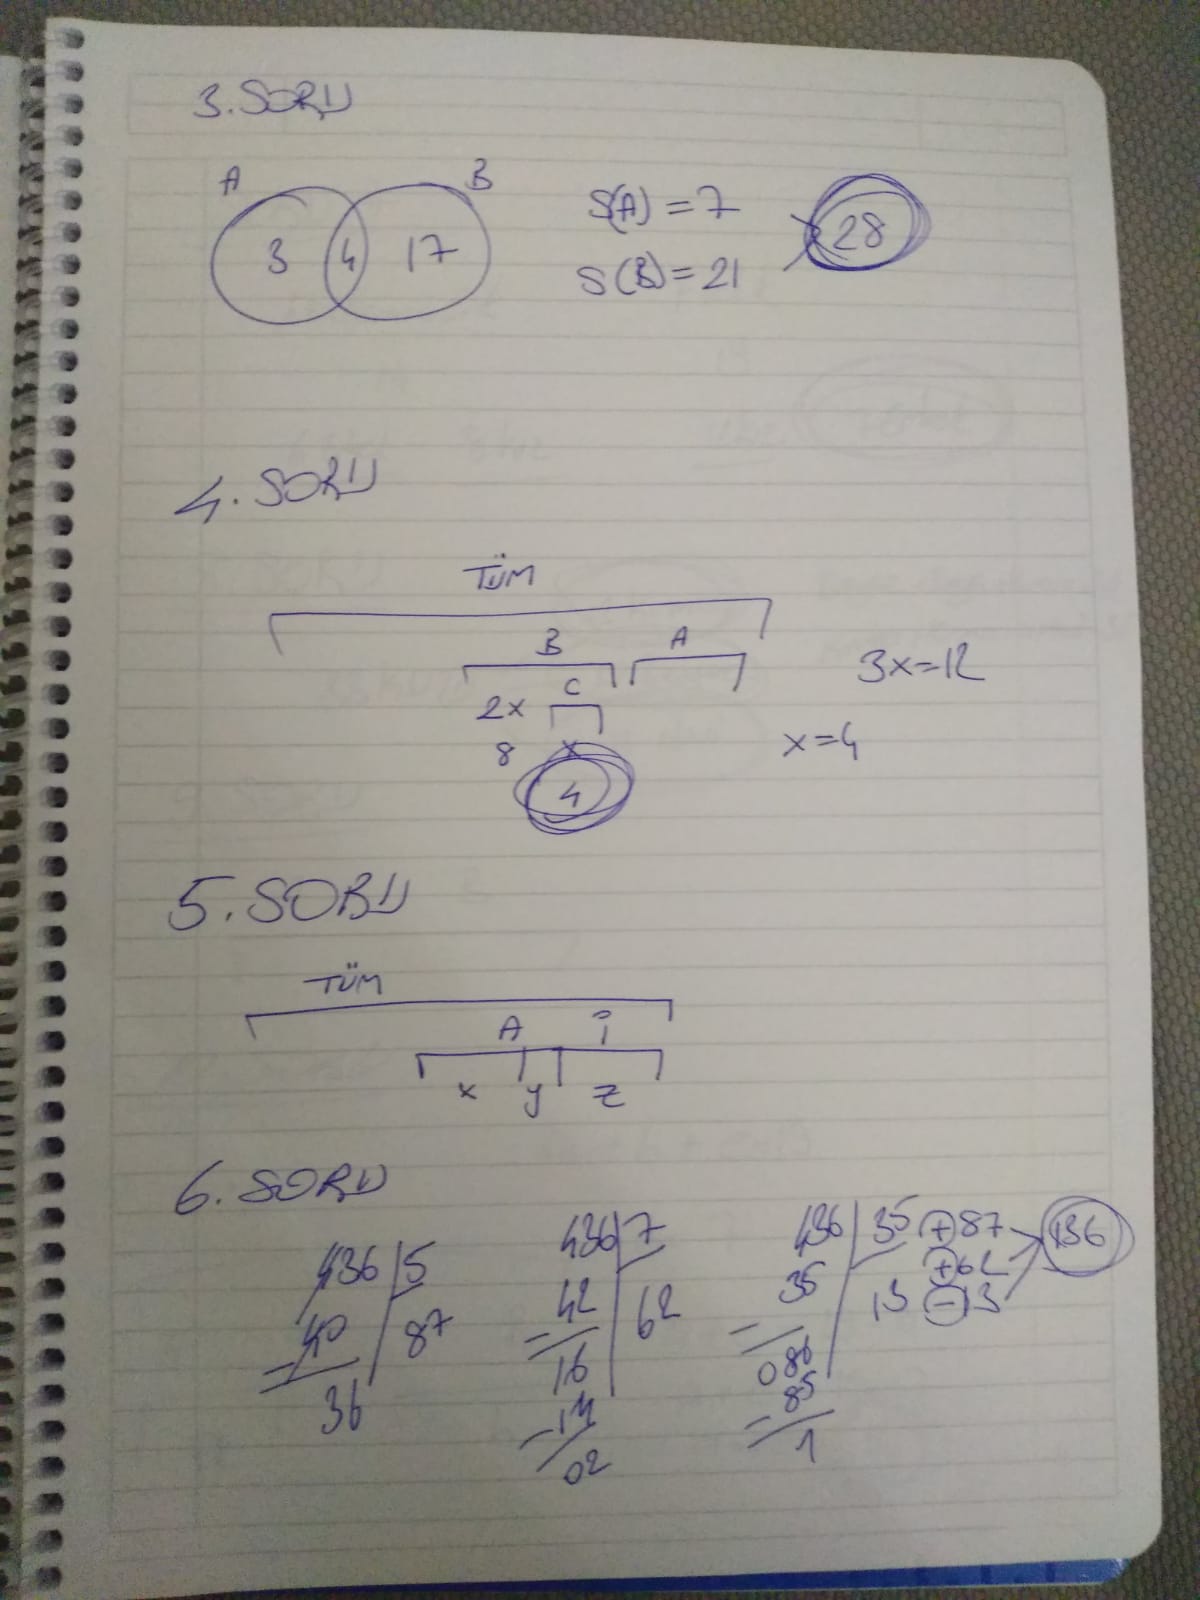 3. SORU
A B
3 4 17
S(A) = 7
S(B) = 21
28
4. SORU
TÜM
B A
C
2x
8 x
4
3x=12
x=4
5. SORU
TÜM
A İ
x y z
6. SORU
436 5
40 87
36
436 7
42 62
16
14
02
436 35
35 13
086
85
1
+87
+62
-13
136